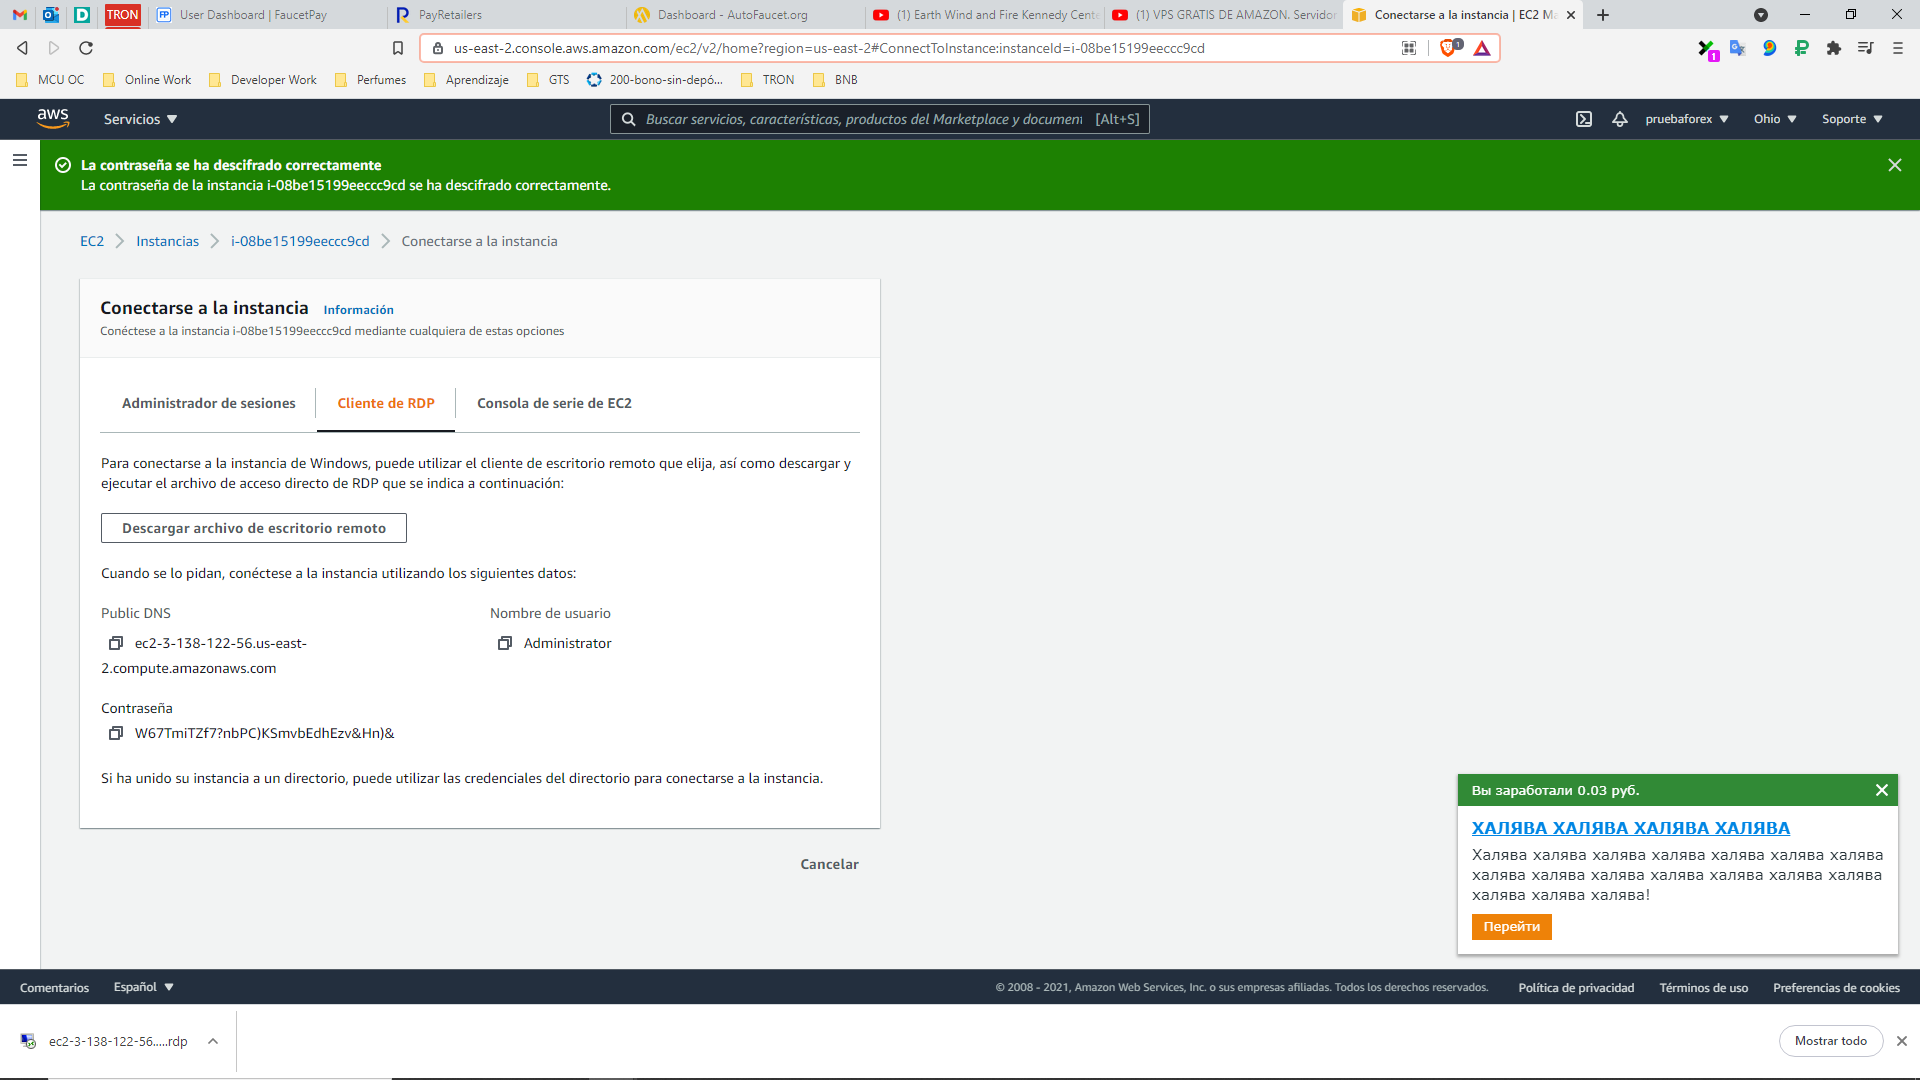 TRON
User Dashboard | FaucetPay
PayRetailers
Dashboard - AutoFaucet.org
(1) Earth Wind and Fire Kennedy Cente
(1) VPS GRATIS DE AMAZON. Servidor
Conectarse a la instancia | EC2 Ma
us-east-2.console.aws.amazon.com/ec2/v2/home?region=us-east-2#ConnectToInstance:instanceId=i-08be15199eeccc9cd
1
1
MCU OC
Online Work
Developer Work
Perfumes
Aprendizaje
GTS
200-bono-sin-depó...
TRON
BNB
aws
Servicios
Buscar servicios, características, productos del Marketplace y document
[Alt+S]
pruebaforex
Ohio
Soporte
La contraseña se ha descifrado correctamente
La contraseña de la instancia i-08be15199eeccc9cd se ha descifrado correctamente.
EC2
Instancias
i-08be15199eeccc9cd
Conectarse a la instancia
Conectarse a la instancia
Información
Conéctese a la instancia i-08be15199eeccc9cd mediante cualquiera de estas opciones
Administrador de sesiones
Cliente de RDP
Consola de serie de EC2
Para conectarse a la instancia de Windows, puede utilizar el cliente de escritorio remoto que elija, así como descargar y
ejecutar el archivo de acceso directo de RDP que se indica a continuación:
Descargar archivo de escritorio remoto
Cuando se lo pidan, conéctese a la instancia utilizando los siguientes datos:
Public DNS
ec2-3-138-122-56.us-east-
2.compute.amazonaws.com
Nombre de usuario
Administrator
Contraseña
W67TmiTZf7?nbPC)KSmvbEdhEzv&Hn)&
Si ha unido su instancia a un directorio, puede utilizar las credenciales del directorio para conectarse a la instancia.
Cancelar
Вы заработали 0.03 руб.
ХАЛЯВА ХАЛЯВА ХАЛЯВА ХАЛЯВА
Халява халява халява халява халява халява халява
халява халява халява халява халява халява халява
халява халява халява!
Перейти
Comentarios
Español
© 2008 - 2021, Amazon Web Services, Inc. o sus empresas afiliadas. Todos los derechos reservados.
Política de privacidad
Términos de uso
Preferencias de cookies
ec2-3-138-122-56.....rdp
Mostrar todo